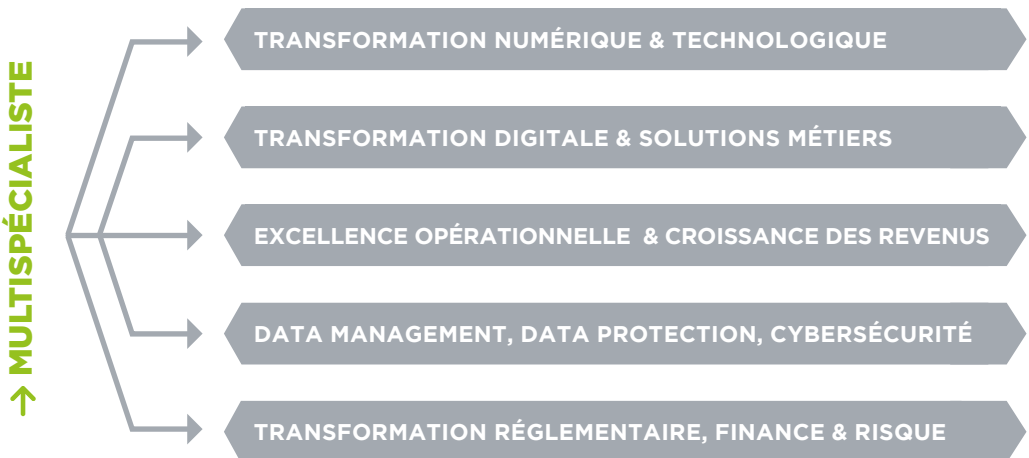 → MULTISPÉCIALISTE
TRANSFORMATION NUMÉRIQUE & TECHNOLOGIQUE
TRANSFORMATION DIGITALE & SOLUTIONS MÉTIERS
EXCELLENCE OPÉRATIONNELLE & CROISSANCE DES REVENUS
DATA MANAGEMENT, DATA PROTECTION, CYBERSÉCURITÉ
TRANSFORMATION RÉGLEMENTAIRE, FINANCE & RISQUE